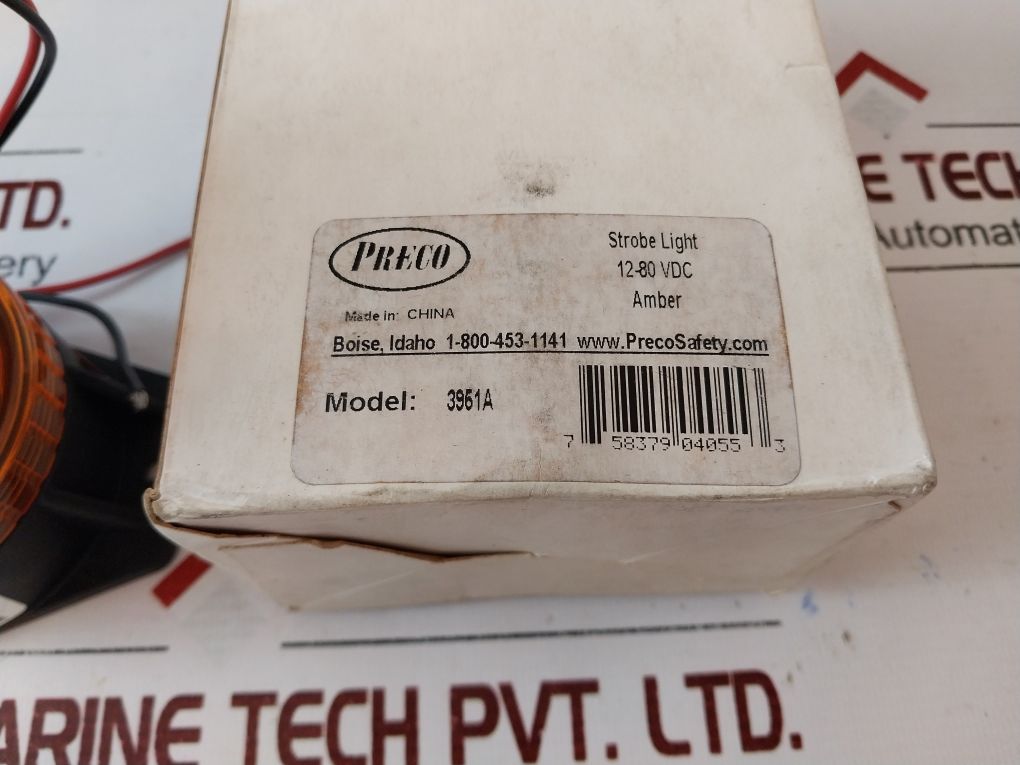 TD.
ery
E TECH
Automat
PRECO
Strobe Light
12-80 VDC
Amber
Made in: CHINA
Boise, Idaho 1-800-453-1141 www.PrecoSafety.com
Model: 3951A
7 58379 04055 3
ARINE TECH PVT. LTD.